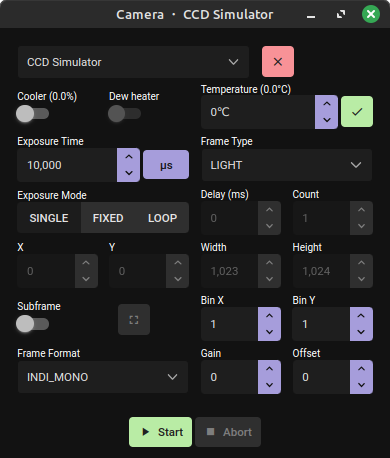 Camera · CCD Simulator
CCD Simulator
Cooler (0.0%) Dew heater Temperature (0.0°C)
0°C
Exposure Time Frame Type
10,000 µs LIGHT
Exposure Mode Delay (ms) Count
SINGLE FIXED LOOP 0 1
X Y Width Height
0 0 1,023 1,024
Subframe Bin X Bin Y
1 1
Frame Format Gain Offset
INDI_MONO 0 0
Start Abort